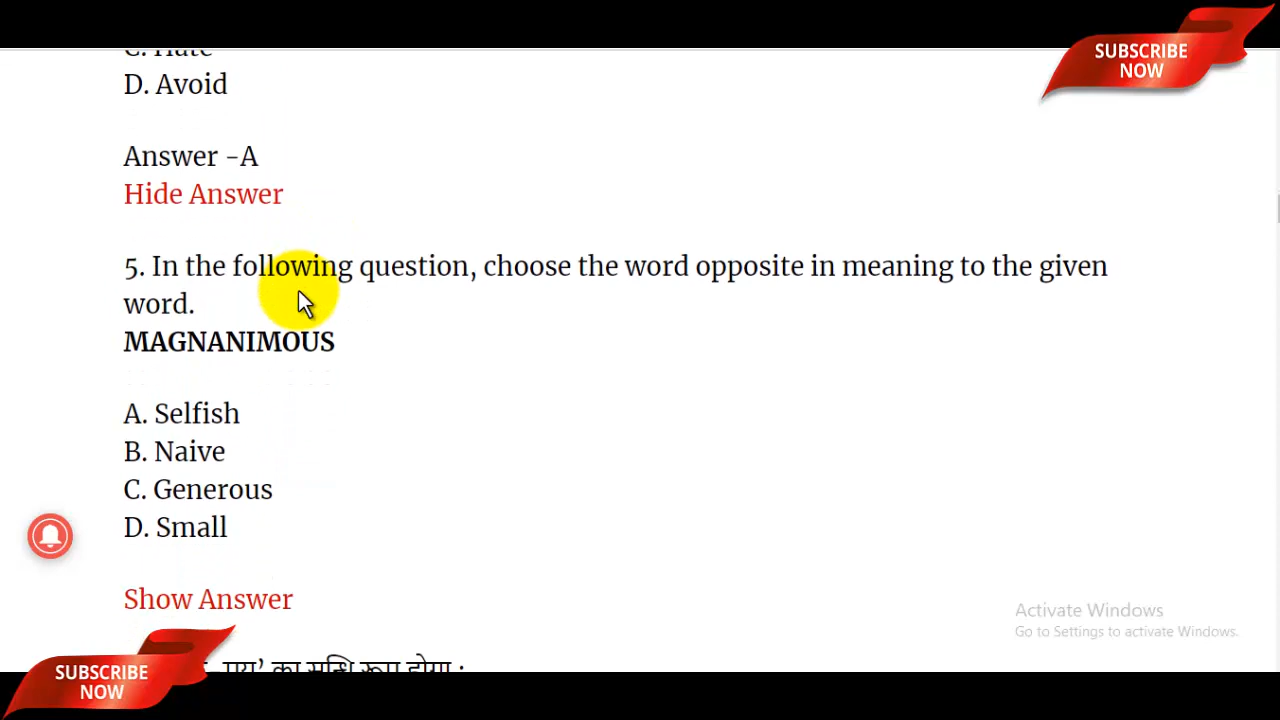 SUBSCRIBE
NOW
C. Hate
D. Avoid
Answer -A
Hide Answer
5. In the following question, choose the word opposite in meaning to the given
word.
MAGNANIMOUS
A. Selfish
B. Naive
C. Generous
D. Small
Show Answer
Activate Windows
Go to Settings to activate Windows.
SUBSCRIBE
NOW
का सन्धि रूप होगा :